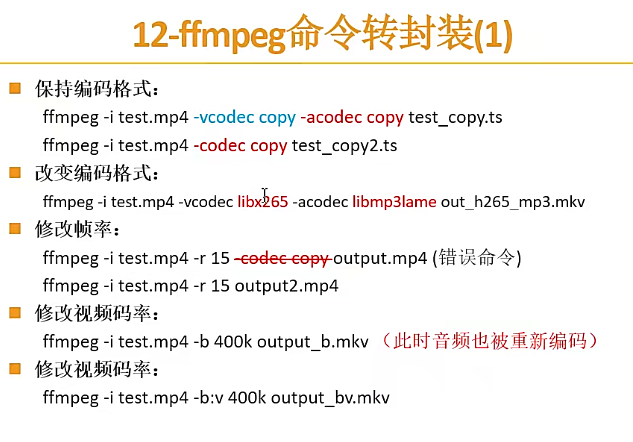 12-ffmpeg命令转封装(1)
保持编码格式：
ffmpeg -i test.mp4 -vcodec copy -acodec copy test_copy.ts
ffmpeg -i test.mp4 -codec copy test_copy2.ts
改变编码格式：
ffmpeg -i test.mp4 -vcodec libx265 -acodec libmp3lame out_h265_mp3.mkv
修改帧率：
ffmpeg -i test.mp4 -r 15 -codec copy output.mp4 (错误命令)
ffmpeg -i test.mp4 -r 15 output2.mp4
修改视频码率：
ffmpeg -i test.mp4 -b 400k output_b.mkv （此时音频也被重新编码）
修改视频码率：
ffmpeg -i test.mp4 -b:v 400k output_bv.mkv